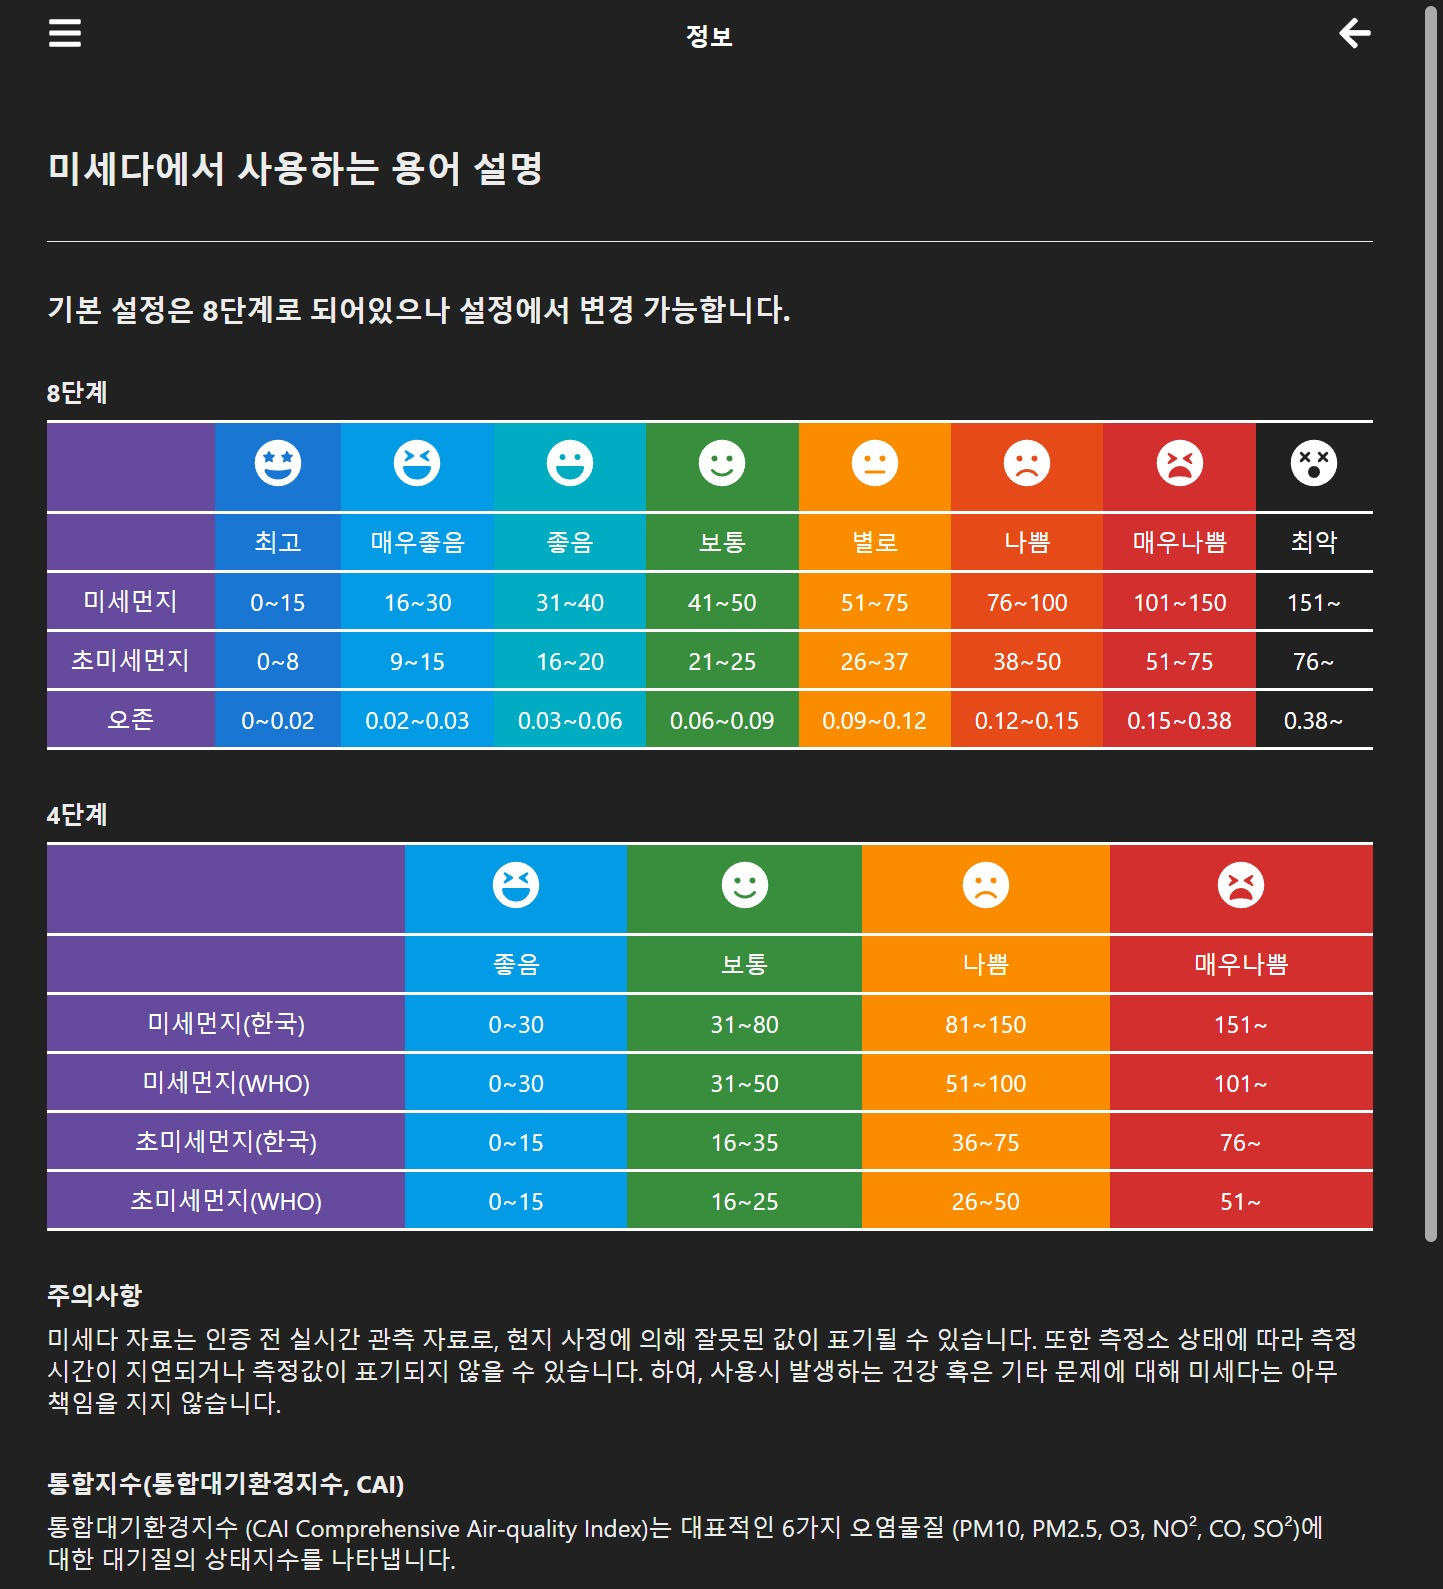 정보
미세다에서 사용하는 용어 설명
기본 설정은 8단계로 되어있으나 설정에서 변경 가능합니다.
8단계
최고 매우좋음 좋음 보통 별로 나쁨 매우나쁨 최악
미세먼지 0~15 16~30 31~40 41~50 51~75 76~100 101~150 151~
초미세먼지 0~8 9~15 16~20 21~25 26~37 38~50 51~75 76~
오존 0~0.02 0.02~0.03 0.03~0.06 0.06~0.09 0.09~0.12 0.12~0.15 0.15~0.38 0.38~
4단계
좋음 보통 나쁨 매우나쁨
미세먼지(한국) 0~30 31~80 81~150 151~
미세먼지(WHO) 0~30 31~50 51~100 101~
초미세먼지(한국) 0~15 16~35 36~75 76~
초미세먼지(WHO) 0~15 16~25 26~50 51~
주의사항
미세다 자료는 인증 전 실시간 관측 자료로, 현지 사정에 의해 잘못된 값이 표기될 수 있습니다. 또한 측정소 상태에 따라 측정
시간이 지연되거나 측정값이 표기되지 않을 수 있습니다. 하여, 사용시 발생하는 건강 혹은 기타 문제에 대해 미세다는 아무
책임을 지지 않습니다.
통합지수(통합대기환경지수, CAI)
통합대기환경지수 (CAI Comprehensive Air-quality Index)는 대표적인 6가지 오염물질 (PM10, PM2.5, O3, NO², CO, SO²)에
대한 대기질의 상태지수를 나타냅니다.